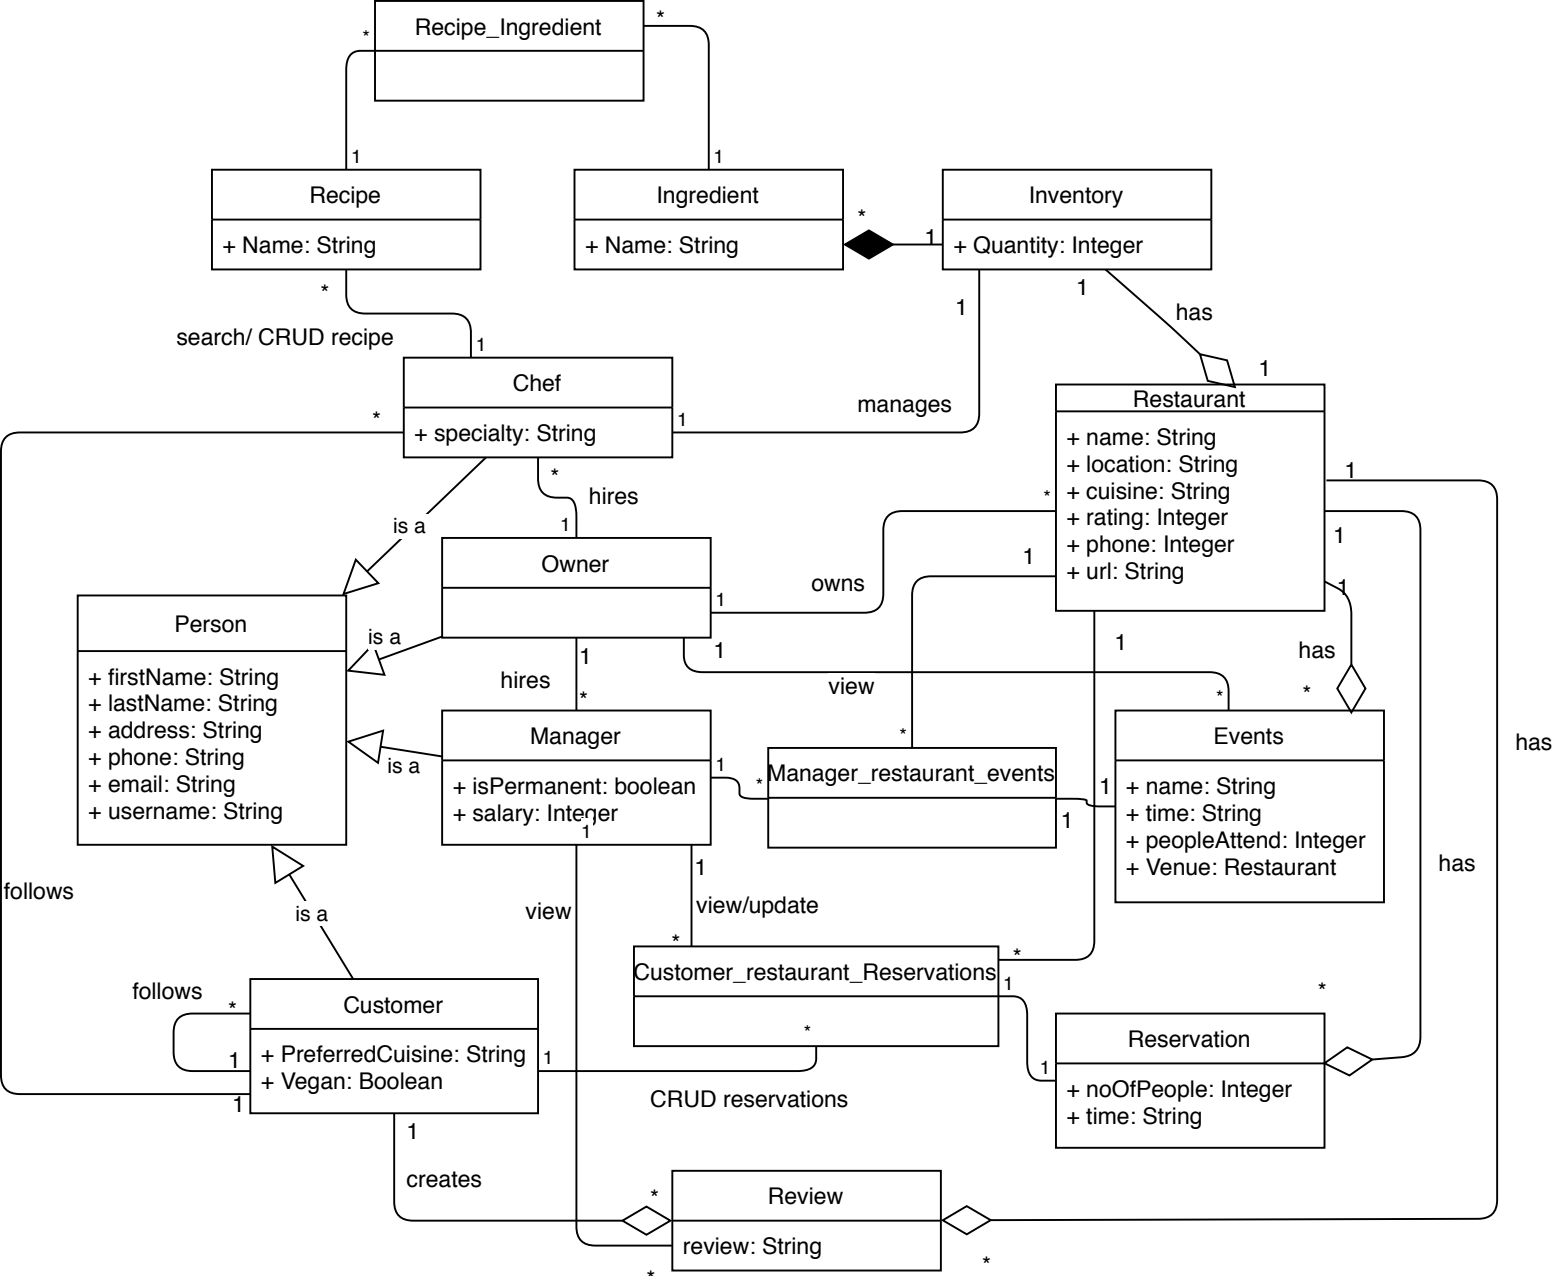 Recipe_Ingredient
*
*
1
1
Recipe
+ Name: String
Ingredient
+ Name: String
*
1
Inventory
+ Quantity: Integer
*
search/ CRUD recipe
1
1
1
has
1
Chef
+ specialty: String
*
1
manages
Restaurant
+ name: String
+ location: String
+ cuisine: String
+ rating: Integer
+ phone: Integer
+ url: String
*
hires
1
is a
*
1
1
1
1
Owner
owns
1
is a
Person
+ firstName: String
+ lastName: String
+ address: String
+ phone: String
+ email: String
+ username: String
1
hires
*
1
view
*
1
has
*
has
Manager
+ isPermanent: boolean
+ salary: Integer
1
is a
1
*
*
Manager_restaurant_events
1
1
Events
+ name: String
+ time: String
+ peopleAttend: Integer
+ Venue: Restaurant
has
follows
is a
view
1
view/update
*
*
Customer_restaurant_Reservations
1
*
follows
*
1
1
Customer
+ PreferredCuisine: String
+ Vegan: Boolean
1
CRUD reservations
*
1
Reservation
+ noOfPeople: Integer
+ time: String
1
creates
*
Review
review: String
*
*